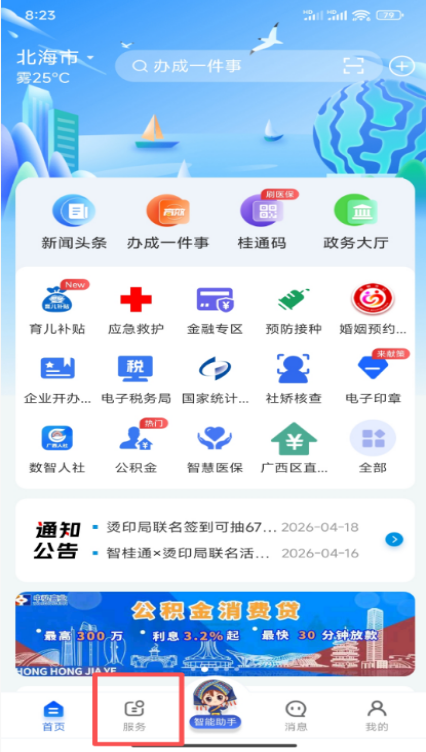 8:23
79
北海市
雾25°C
办成一件事
刷医保
新闻头条
办成一件事
桂通码
政务大厅
New
育儿补贴
应急救护
金融专区
预防接种
婚姻预约...
来献策
企业开办...
电子税务局
国家统计...
社矫核查
电子印章
热门
数智人社
公积金
智慧医保
广西区直...
全部
通知公告
烫印局联名签到可抽67... 2026-04-18
智桂通×烫印局联名活... 2026-04-16
公积金消费贷
最高 300 万 利息 3.2% 起 最快 30 分钟放款
HONG HONG JIA YE
首页
服务
智能助手
消息
我的